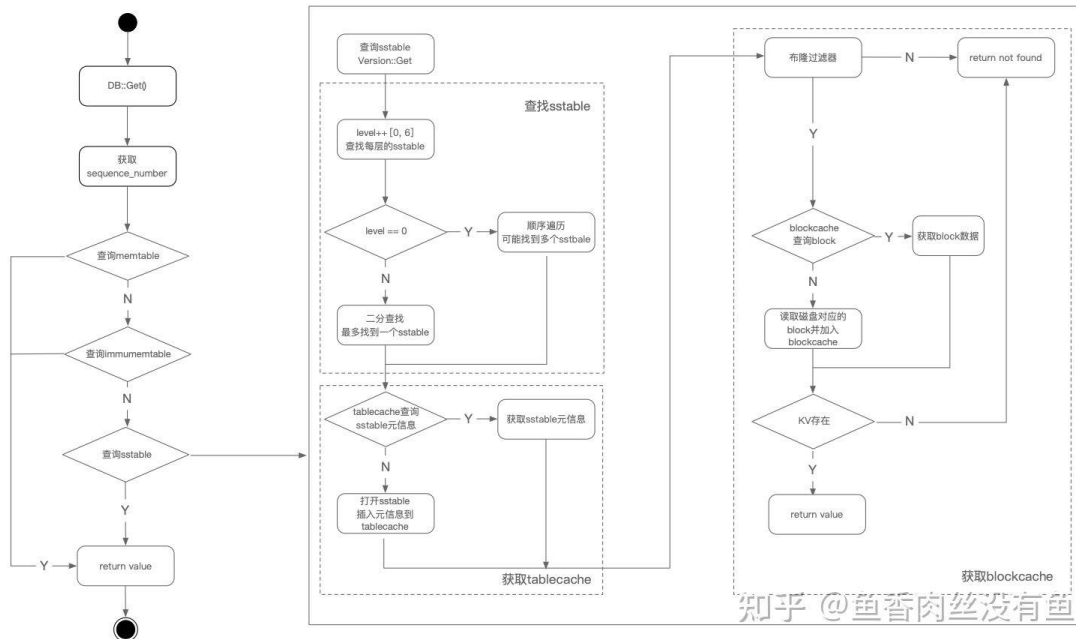 DB::Get()
获取
sequence_number
查询memtable
N
查询immumemtable
N
查询sstable
Y
Y
return value
查询sstable
Version::Get
查找sstable
level++ [0, 6]
查找每层的sstable
level == 0
Y
顺序遍历
可能找到多个sstbale
N
二分查找
最多找到一个sstable
tablecache查询
sstable元信息
Y
获取sstable元信息
N
打开sstable
插入元信息到
tablecache
获取tablecache
布隆过滤器
N
return not found
Y
blockcache
查询block
Y
获取block数据
N
读取磁盘对应的
block并加入
blockcache
KV存在
N
Y
return value
获取blockcache
知乎 @鱼香肉丝没有鱼